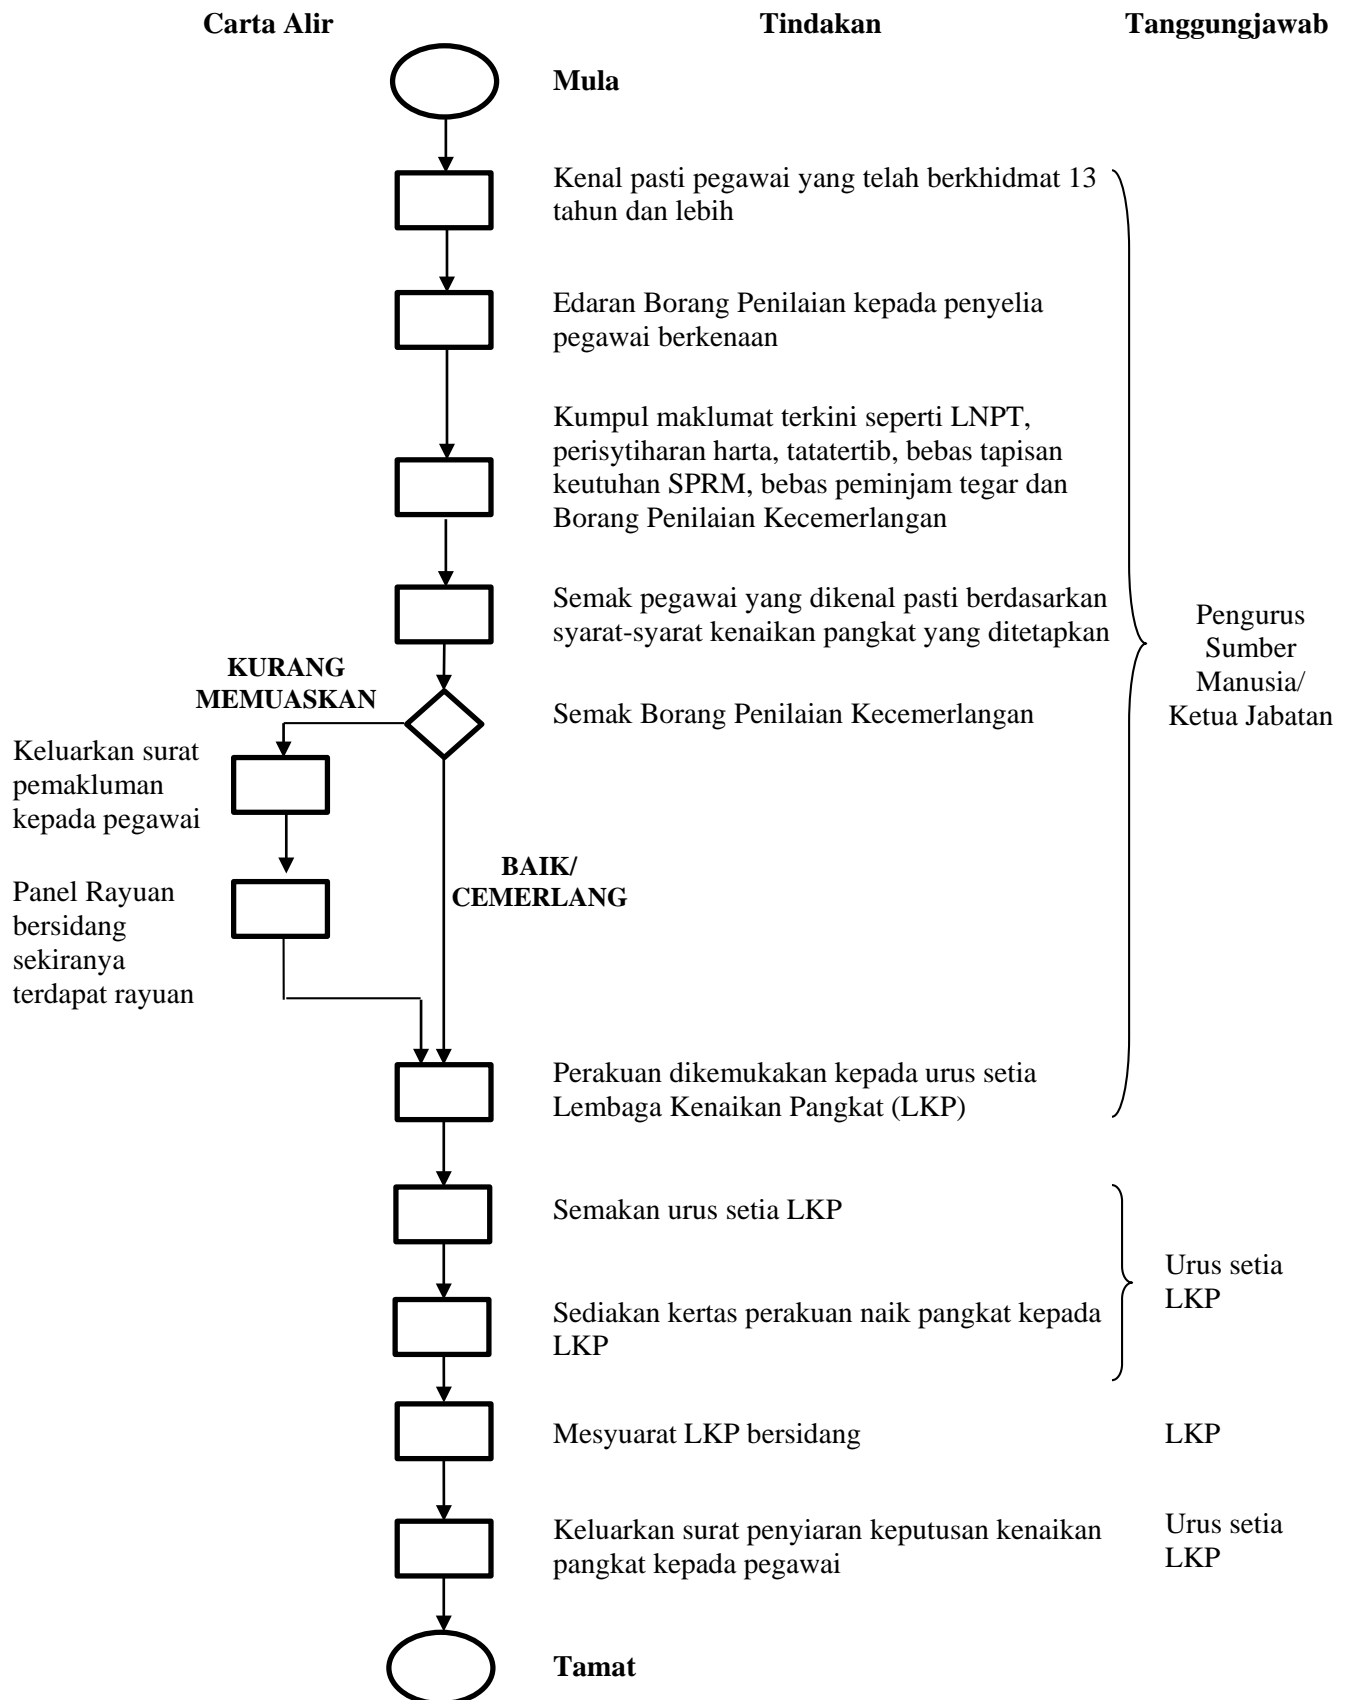 Carta Alir
Tindakan
Tanggungjawab
Mula
Kenal pasti pegawai yang telah berkhidmat 13
tahun dan lebih
Edaran Borang Penilaian kepada penyelia
pegawai berkenaan
Kumpul maklumat terkini seperti LNPT,
perisytiharan harta, tatatertib, bebas tapisan
keutuhan SPRM, bebas peminjam tegar dan
Borang Penilaian Kecemerlangan
Semak pegawai yang dikenal pasti berdasarkan
syarat-syarat kenaikan pangkat yang ditetapkan
Pengurus
Sumber
Manusia/
Ketua Jabatan
KURANG
MEMUASKAN
Semak Borang Penilaian Kecemerlangan
Keluarkan surat
pemakluman
kepada pegawai
BAIK/
CEMERLANG
Panel Rayuan
bersidang
sekiranya
terdapat rayuan
Perakuan dikemukakan kepada urus setia
Lembaga Kenaikan Pangkat (LKP)
Semakan urus setia LKP
Urus setia
LKP
Sediakan kertas perakuan naik pangkat kepada
LKP
Mesyuarat LKP bersidang
LKP
Keluarkan surat penyiaran keputusan kenaikan
pangkat kepada pegawai
Urus setia
LKP
Tamat